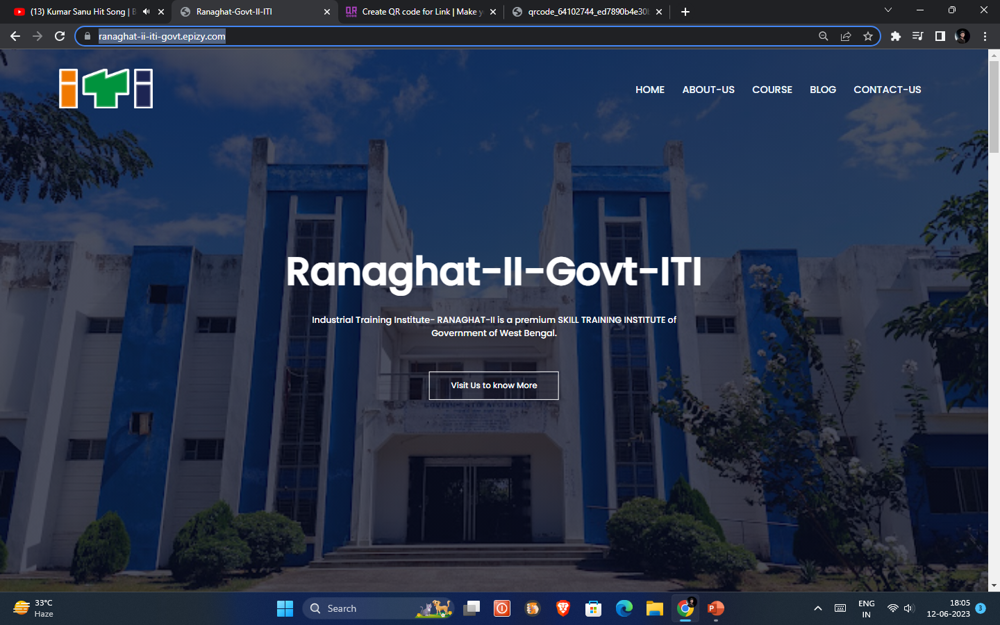 (13) Kumar Sanu Hit Song | B
Ranaghat-Govt-II-ITI
QR
CODE
Create QR code for Link | Make y
qrcode_64102744_ed7890b4e30
ranaghat-ii-iti-govt.epizy.com
iTi
HOME
ABOUT-US
COURSE
BLOG
CONTACT-US
Ranaghat-II-Govt-ITI
Industrial Training Institute- RANAGHAT-II is a premium SKILL TRAINING INSTITUTE of
Government of West Bengal.
Visit Us to know More
33°C
Haze
Search
P
ENG
IN
18:05
12-06-2023
3